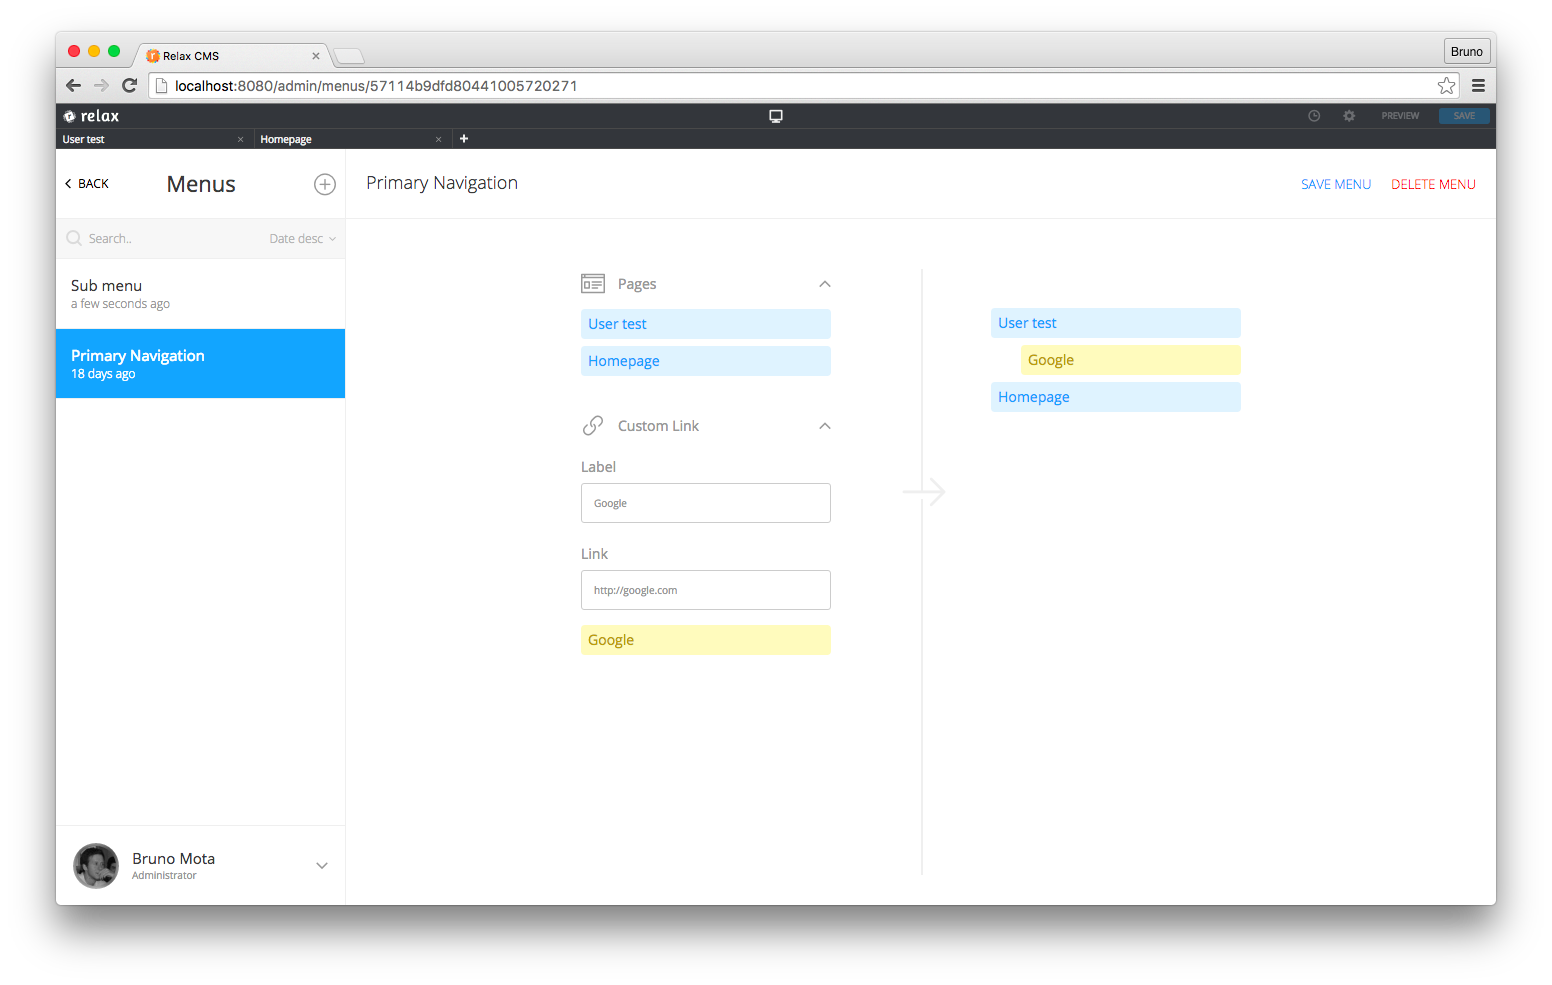 Relax CMS
Bruno
localhost:8080/admin/menus/57114b9dfd80441005720271
relax
PREVIEW
SAVE
User test
Homepage
BACK
Menus
Primary Navigation
SAVE MENU
DELETE MENU
Search..
Date desc
Sub menu
a few seconds ago
Primary Navigation
18 days ago
Pages
User test
Homepage
Custom Link
Label
Google
Link
http://google.com
Google
User test
Google
Homepage
Bruno Mota
Administrator